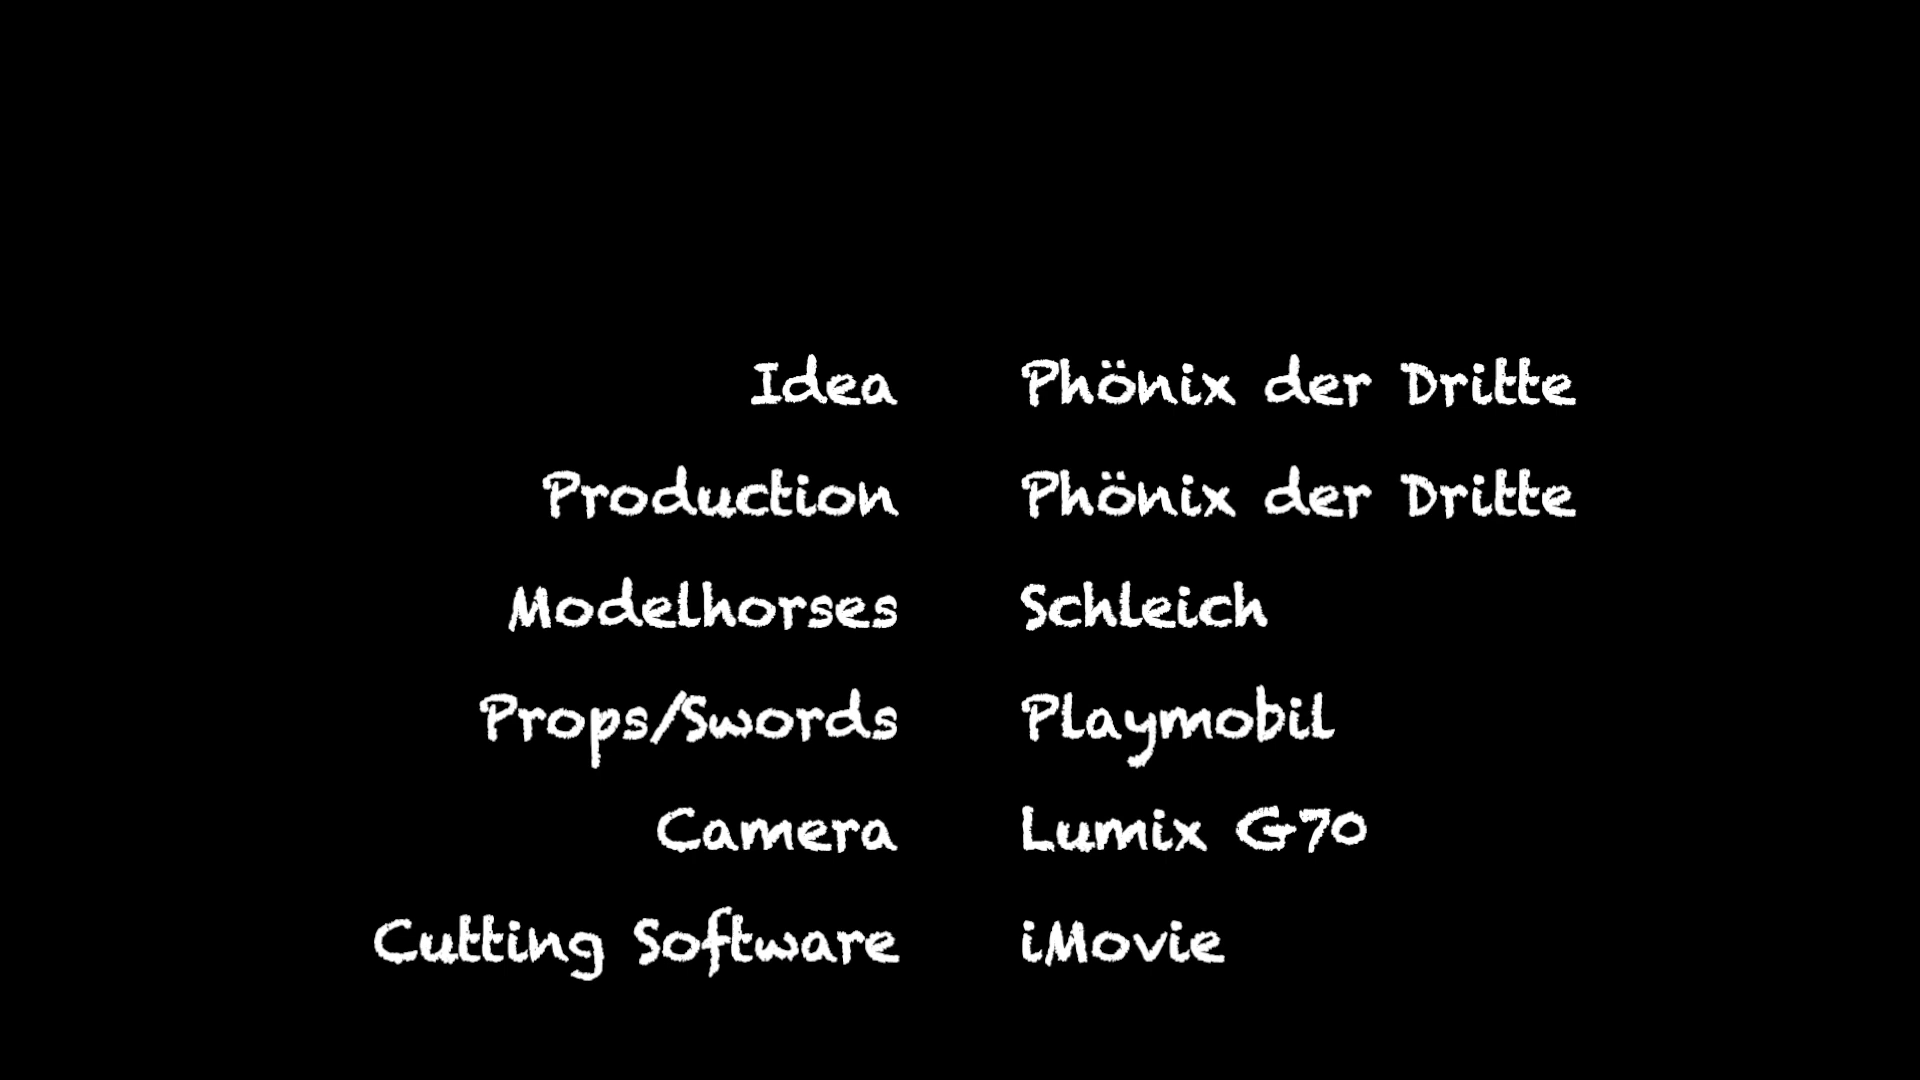 Idea Phönix der Dritte
Production Phönix der Dritte
Modelhorses Schleich
Props/Swords Playmobil
Camera Lumix G70
Cutting Software iMovie